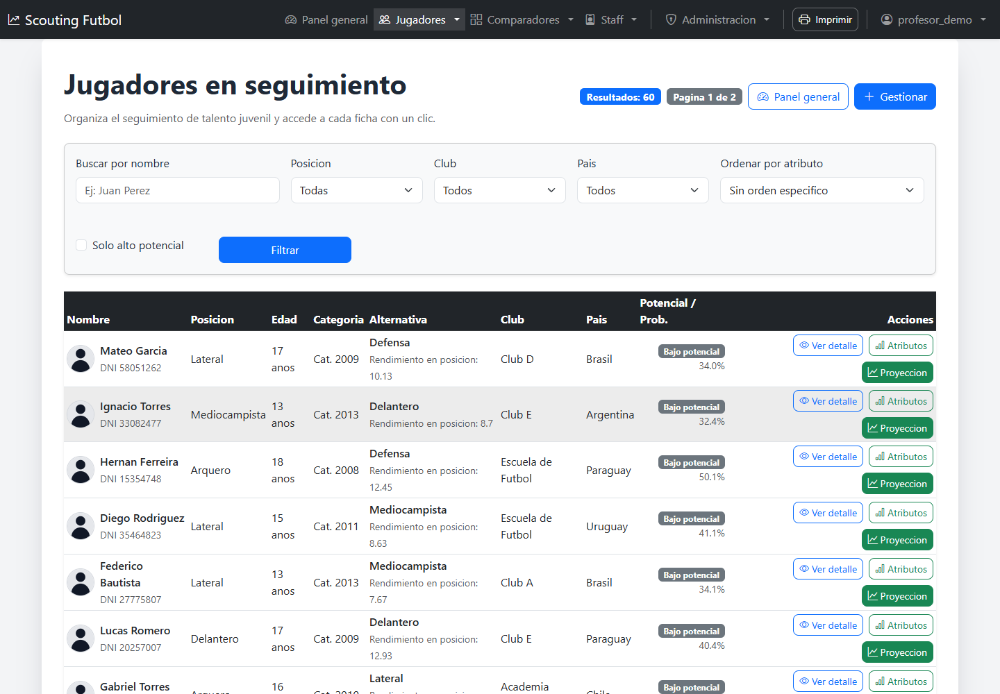 Scouting Futbol
Panel general
Jugadores
Comparadores
Staff
Administracion
Imprimir
profesor_demo
Jugadores en seguimiento
Organiza el seguimiento de talento juvenil y accede a cada ficha con un clic.
Resultados: 60
Pagina 1 de 2
Panel general
Gestionar
Buscar por nombre
Posicion
Club
Pais
Ordenar por atributo
Ej: Juan Perez
Todas
Todos
Todos
Sin orden especifico
Solo alto potencial
Filtrar
Nombre
Posicion
Edad
Categoria
Alternativa
Club
Pais
Potencial /
Prob.
Acciones
Mateo Garcia
DNI 58051262
Lateral
17
anos
Cat. 2009
Defensa
Rendimiento en posicion:
10.13
Club D
Brasil
Bajo potencial
34.0%
Ver detalle
Atributos
Proyeccion
Ignacio Torres
DNI 33082477
Mediocampista
13
anos
Cat. 2013
Delantero
Rendimiento en posicion: 8.7
Club E
Argentina
Bajo potencial
32.4%
Ver detalle
Atributos
Proyeccion
Hernan Ferreira
DNI 15354748
Arquero
18
anos
Cat. 2008
Defensa
Rendimiento en posicion:
12.45
Escuela de
Futbol
Paraguay
Bajo potencial
50.1%
Ver detalle
Atributos
Proyeccion
Diego Rodriguez
DNI 35464823
Lateral
15
anos
Cat. 2011
Mediocampista
Rendimiento en posicion:
8.63
Escuela de
Futbol
Uruguay
Bajo potencial
41.1%
Ver detalle
Atributos
Proyeccion
Federico
Bautista
DNI 27775807
Lateral
13
anos
Cat. 2013
Mediocampista
Rendimiento en posicion:
7.67
Club A
Brasil
Bajo potencial
34.1%
Ver detalle
Atributos
Proyeccion
Lucas Romero
DNI 20257007
Delantero
17
anos
Cat. 2009
Delantero
Rendimiento en posicion:
12.93
Club E
Paraguay
Bajo potencial
40.4%
Ver detalle
Atributos
Proyeccion
Gabriel Torres
Arquero
16
Cat. 2010
Lateral
Rendimiento en posicion:
Academia
Chile
Bajo potencial
Ver detalle
Atributos